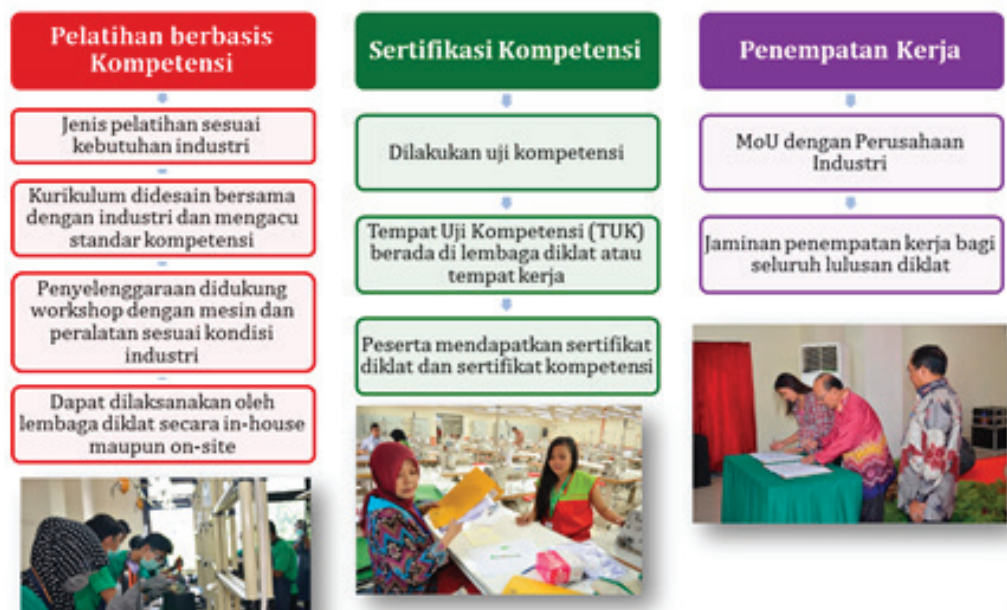 Pelatihan berbasis
Kompetensi
Jenis pelatihan sesuai
kebutuhan industri
Kurikulum didesain bersama
dengan industri dan mengacu
standar kompetensi
Penyelenggaraan didukung
workshop dengan mesin dan
peralatan sesuai kondisi
industri
Dapat dilaksanakan oleh
lembaga diklat secara in-house
maupun on-site
Sertifikasi Kompetensi
Dilakukan uji kompetensi
Tempat Uji Kompetensi (TUK)
berada di lembaga diklat atau
tempat kerja
Peserta mendapatkan sertifikat
diklat dan sertifikat kompetensi
Penempatan Kerja
MoU dengan Perusahaan
Industri
Jaminan penempatan kerja bagi
seluruh lulusan diklat